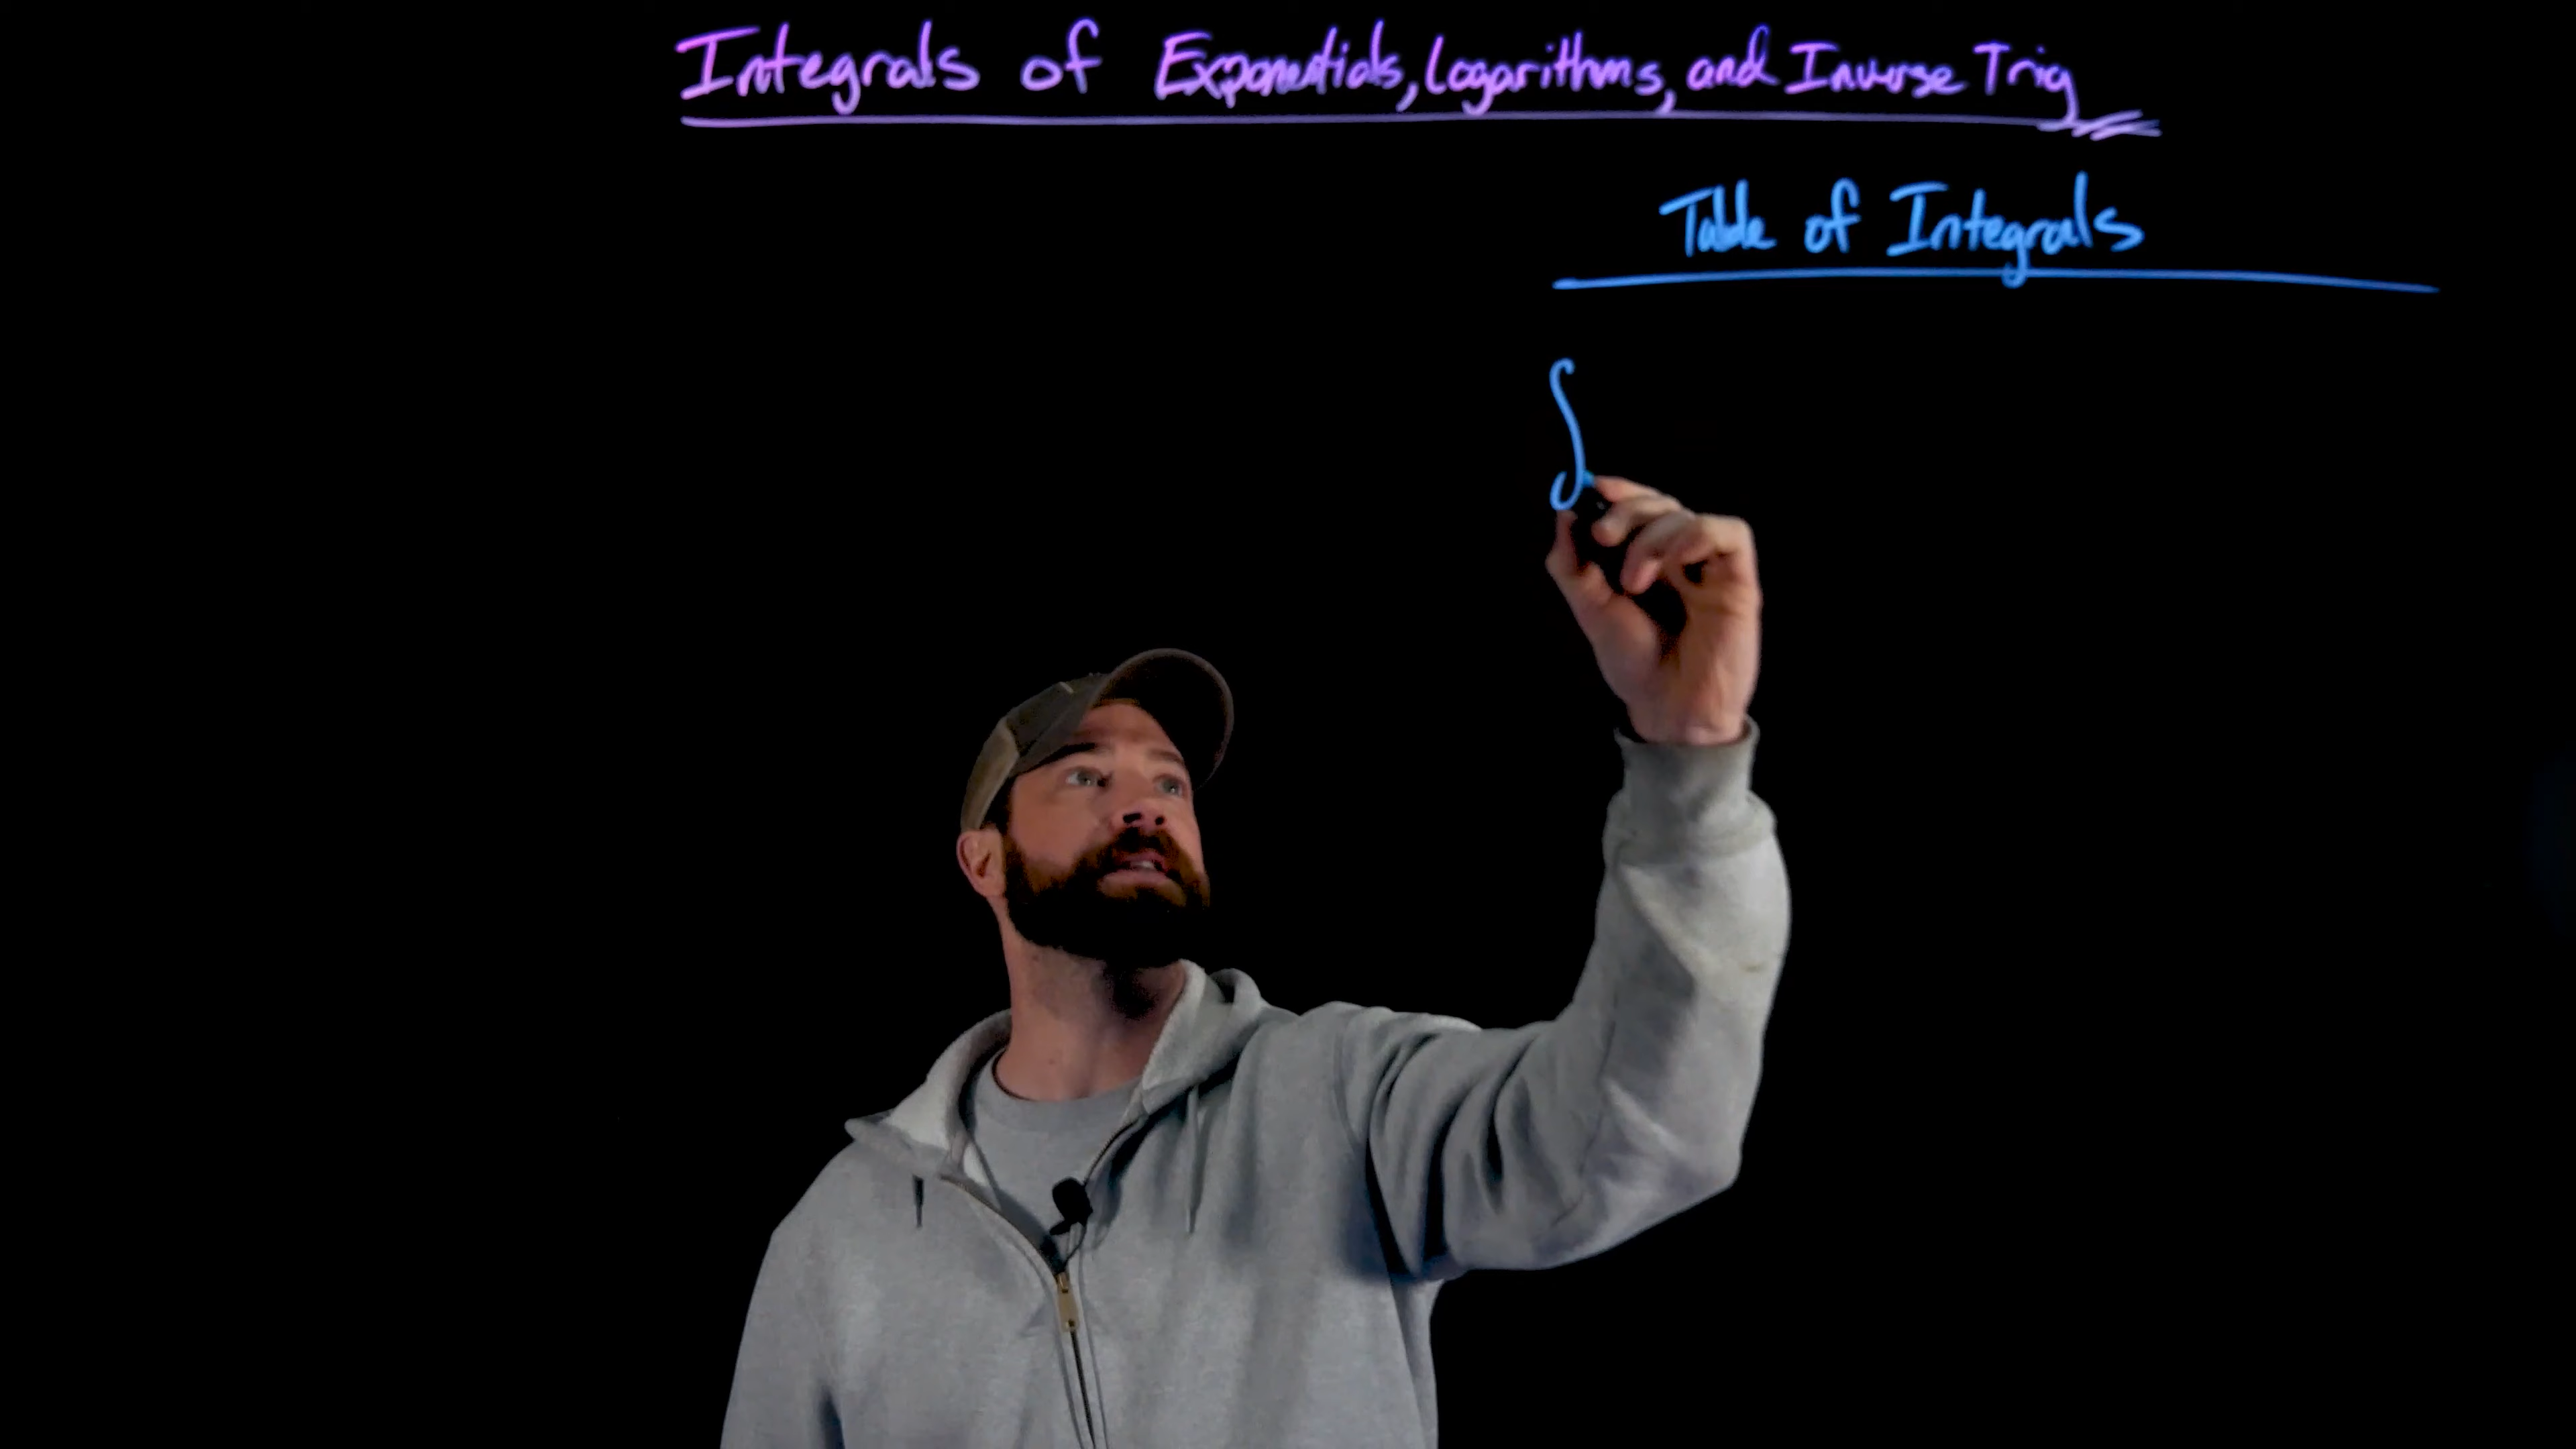 Integrals of Exponentials, Logarithms, and Inverse Trig
Table of Integrals
∫